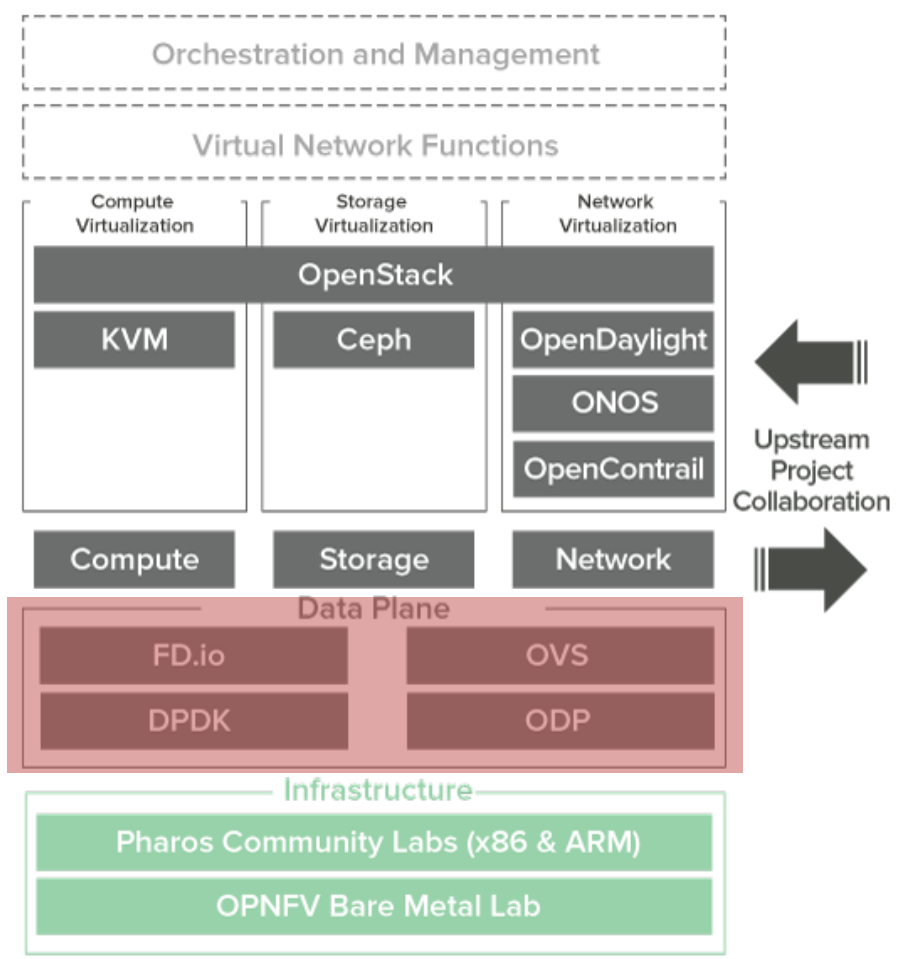 Orchestration and Management
Virtual Network Functions
Compute
Virtualization
Storage
Virtualization
Network
Virtualization
OpenStack
KVM
Ceph
OpenDaylight
ONOS
OpenContrail
Upstream
Project
Collaboration
Compute
Storage
Network
Data Plane
FD.io
OVS
DPDK
ODP
Infrastructure
Pharos Community Labs (x86 & ARM)
OPNFV Bare Metal Lab